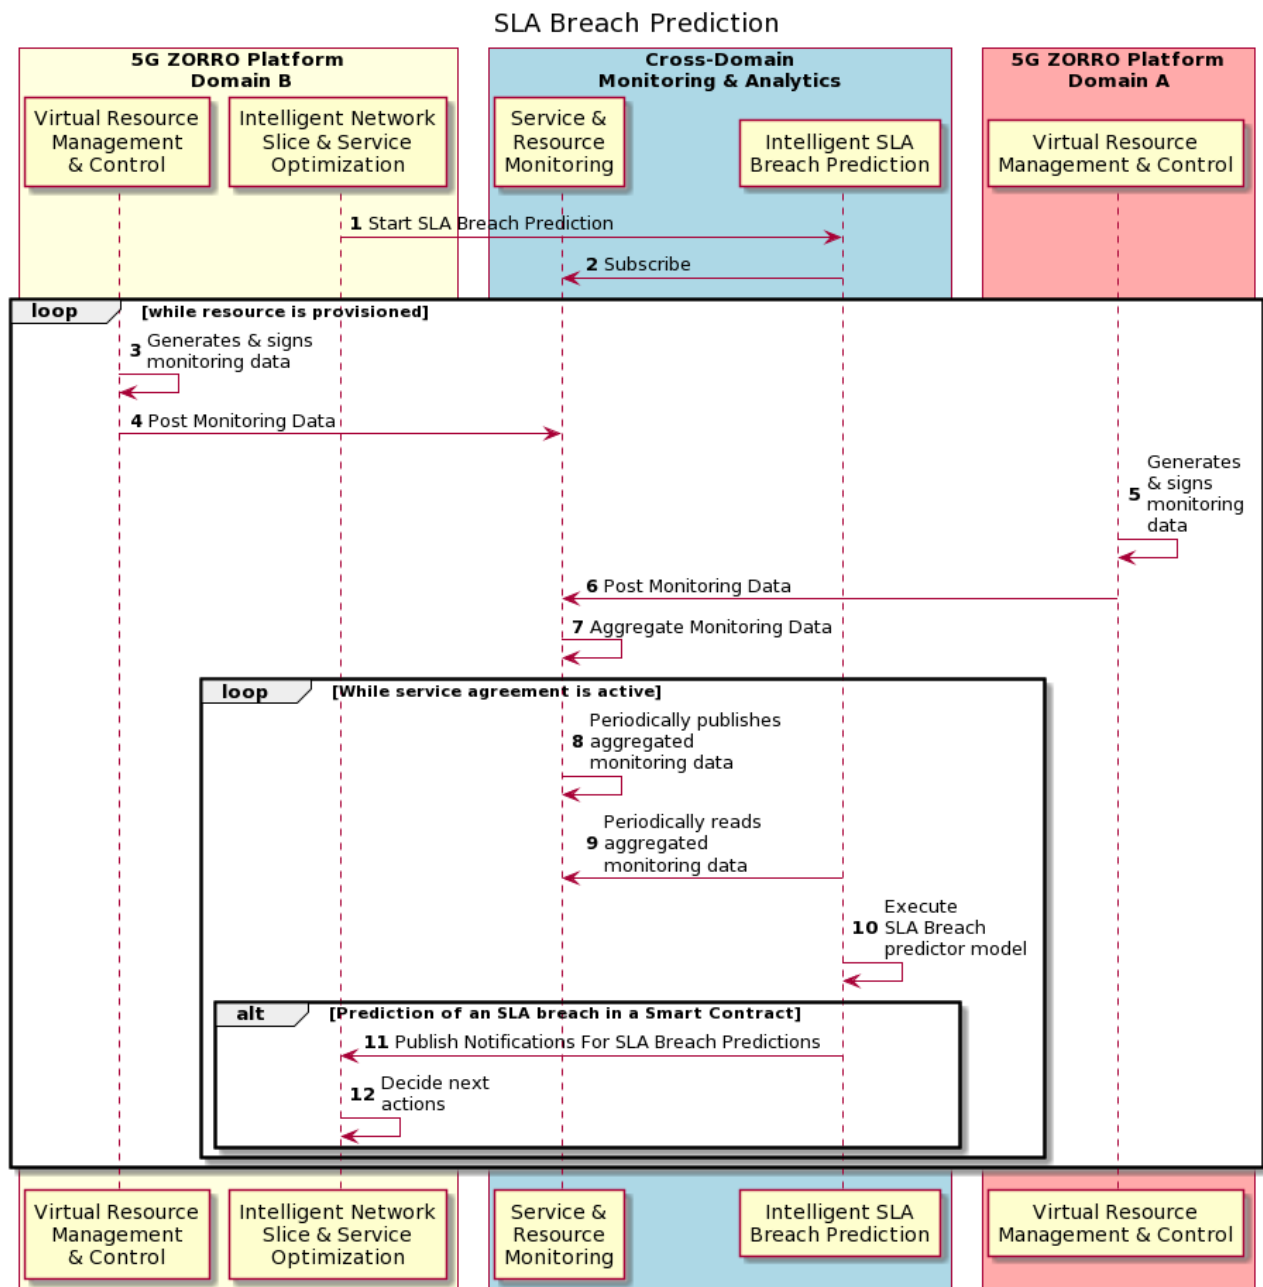 SLA Breach Prediction
5G ZORRO Platform
Domain B
Cross-Domain
Monitoring & Analytics
5G ZORRO Platform
Domain A
Virtual Resource
Management
& Control
Intelligent Network
Slice & Service
Optimization
Service &
Resource
Monitoring
Intelligent SLA
Breach Prediction
Virtual Resource
Management & Control
1 Start SLA Breach Prediction
2 Subscribe
loop [while resource is provisioned]
3 Generates & signs
monitoring data
4 Post Monitoring Data
5 Generates
& signs
monitoring
data
6 Post Monitoring Data
7 Aggregate Monitoring Data
loop [While service agreement is active]
8 Periodically publishes
aggregated
monitoring data
9 Periodically reads
aggregated
monitoring data
10 Execute
SLA Breach
predictor model
alt [Prediction of an SLA breach in a Smart Contract]
11 Publish Notifications For SLA Breach Predictions
12 Decide next
actions
Virtual Resource
Management
& Control
Intelligent Network
Slice & Service
Optimization
Service &
Resource
Monitoring
Intelligent SLA
Breach Prediction
Virtual Resource
Management & Control